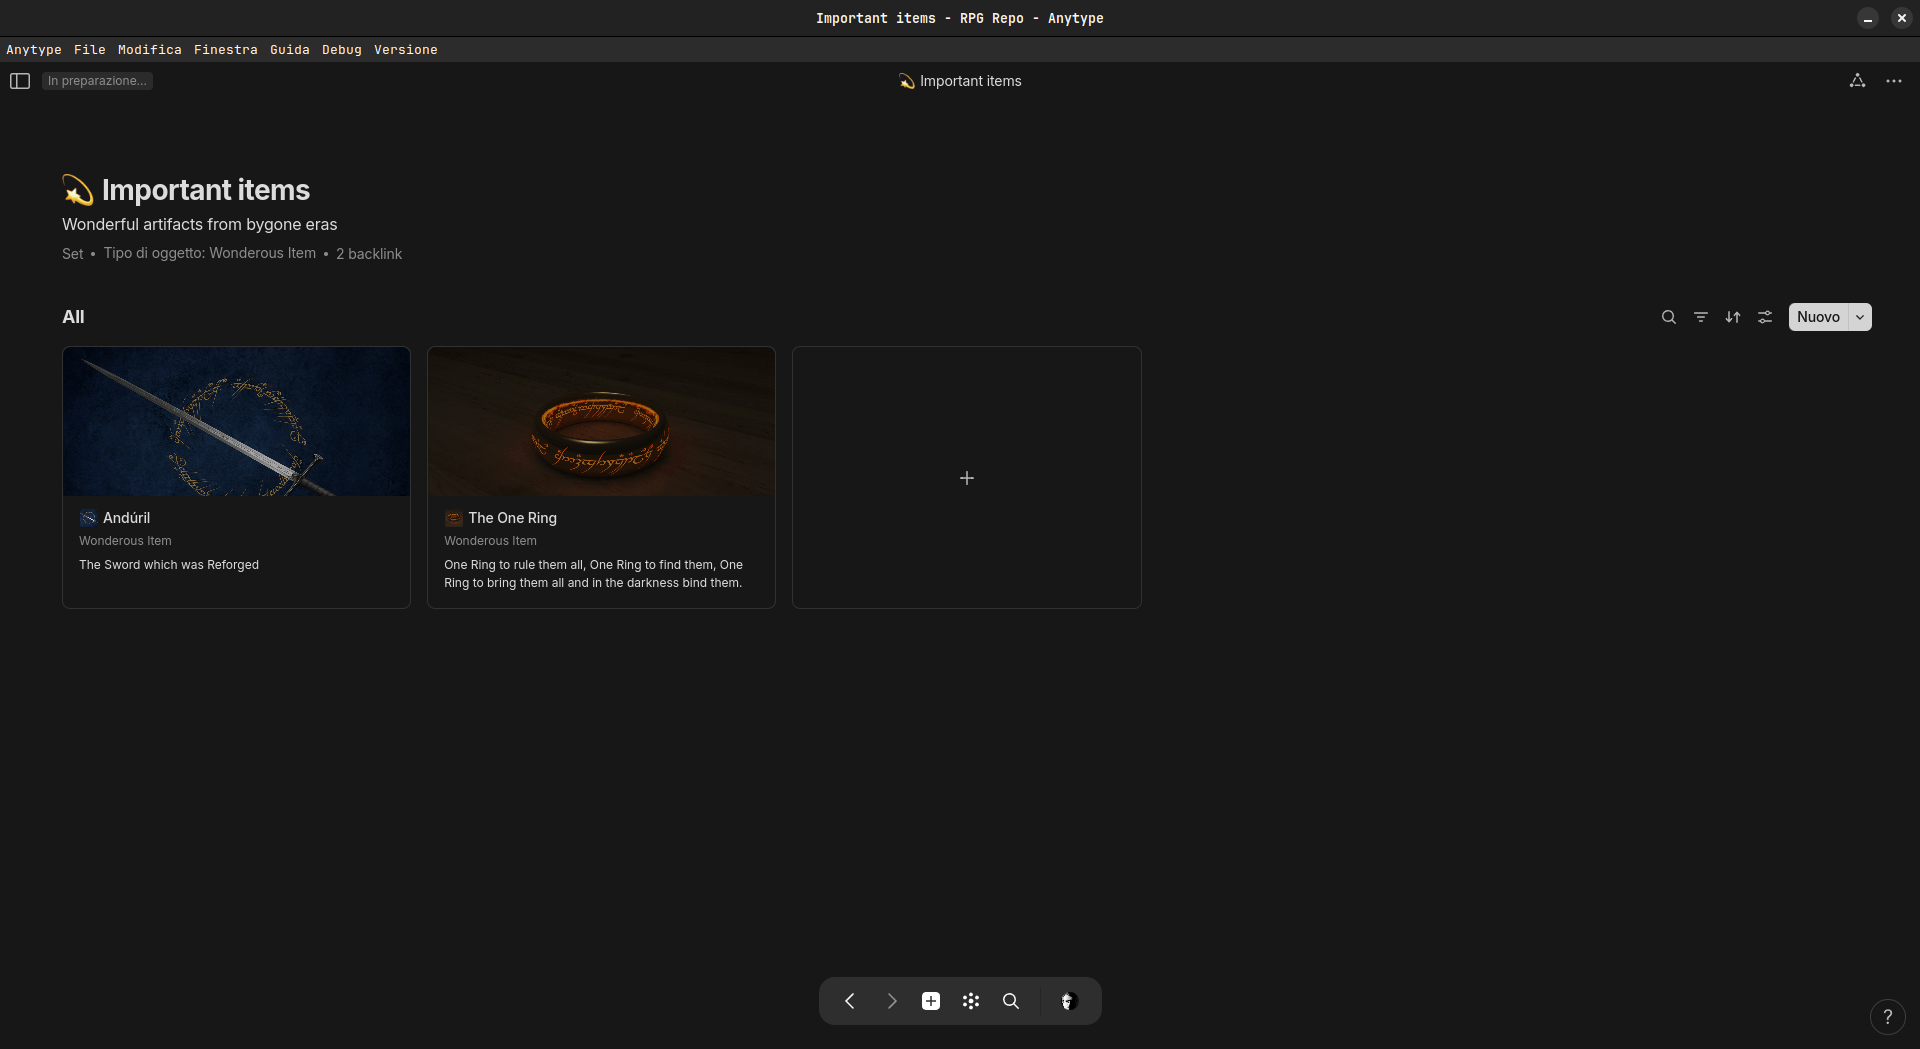 Important items - RPG Repo - Anytype
Anytype File Modifica Finestra Guida Debug Versione
In preparazione...
Important items
Important items
Wonderful artifacts from bygone eras
Set • Tipo di oggetto: Wonderous Item • 2 backlink
All
Nuovo
Andúril
Wonderous Item
The Sword which was Reforged
The One Ring
Wonderous Item
One Ring to rule them all, One Ring to find them, One
Ring to bring them all and in the darkness bind them.
?